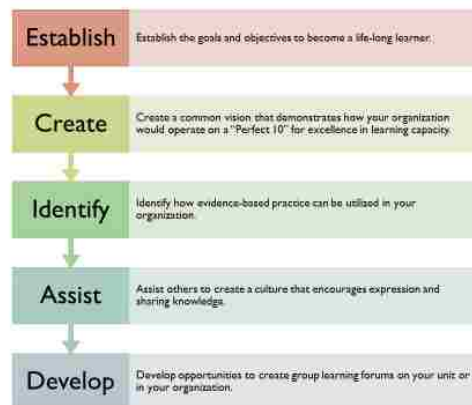 Establish
Establish the goals and objectives to become a life-long learner.
Create
Create a common vision that demonstrates how your organization
would operate on a "Perfect 10" for excellence in learning capacity.
Identify
Identify how evidence-based practice can be utilized in your
organization.
Assist
Assist others to create a culture that encourages expression and
sharing knowledge.
Develop
Develop opportunities to create group learning forums on your unit or
in your organization.